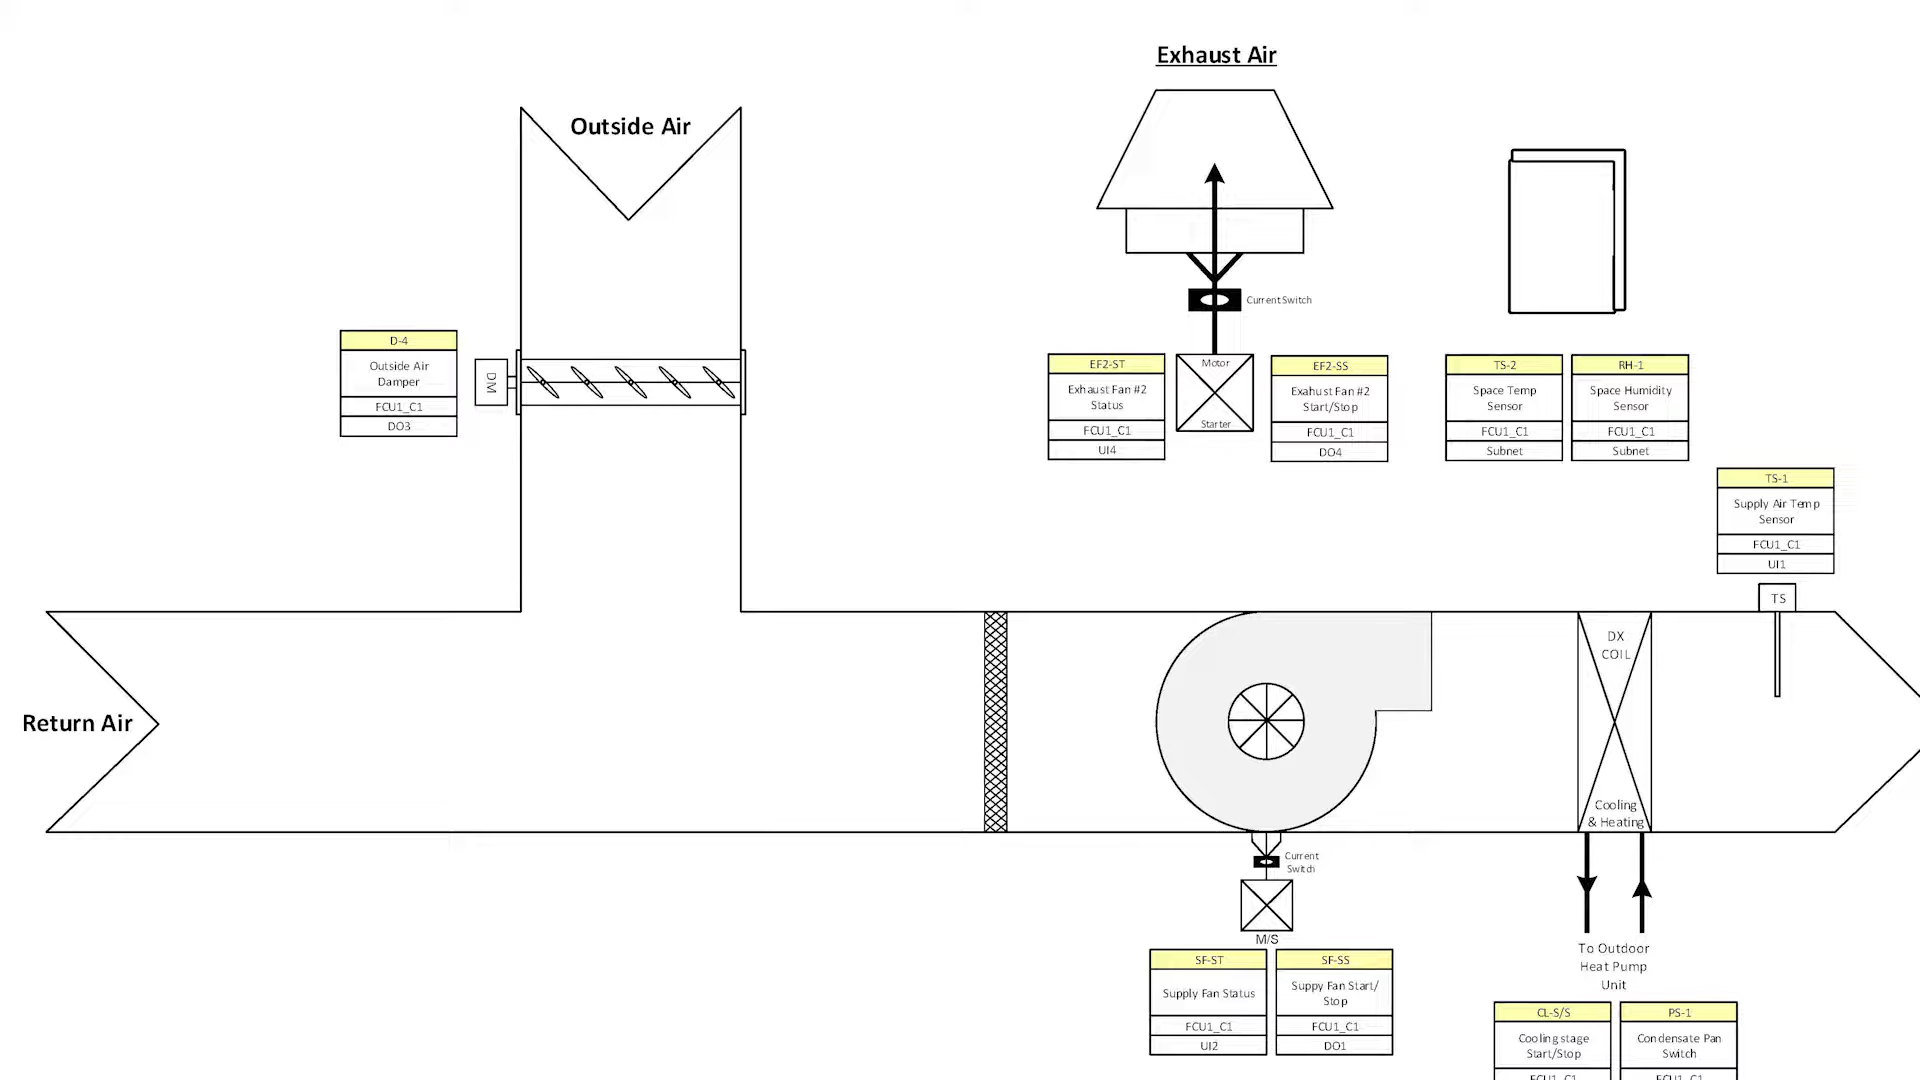 Exhaust Air
Outside Air
Current Switch
D-4
Outside Air
Damper
FCU1_C1
DO3
DM
EF2-ST
Exhaust Fan #2
Status
FCU1_C1
UI4
Motor
Starter
EF2-SS
Exahust Fan #2
Start/Stop
FCU1_C1
DO4
TS-2
Space Temp
Sensor
FCU1_C1
Subnet
RH-1
Space Humidity
Sensor
FCU1_C1
Subnet
TS-1
Supply Air Temp
Sensor
FCU1_C1
UI1
TS
DX
COIL
Return Air
Cooling
& Heating
Current
Switch
M/S
SF-ST
Supply Fan Status
FCU1_C1
UI2
SF-SS
Suppy Fan Start/
Stop
FCU1_C1
DO1
To Outdoor
Heat Pump
Unit
CL-S/S
Cooling stage
Start/Stop
FCU1_C1
PS-1
Condensate Pan
Switch
FCU1_C1